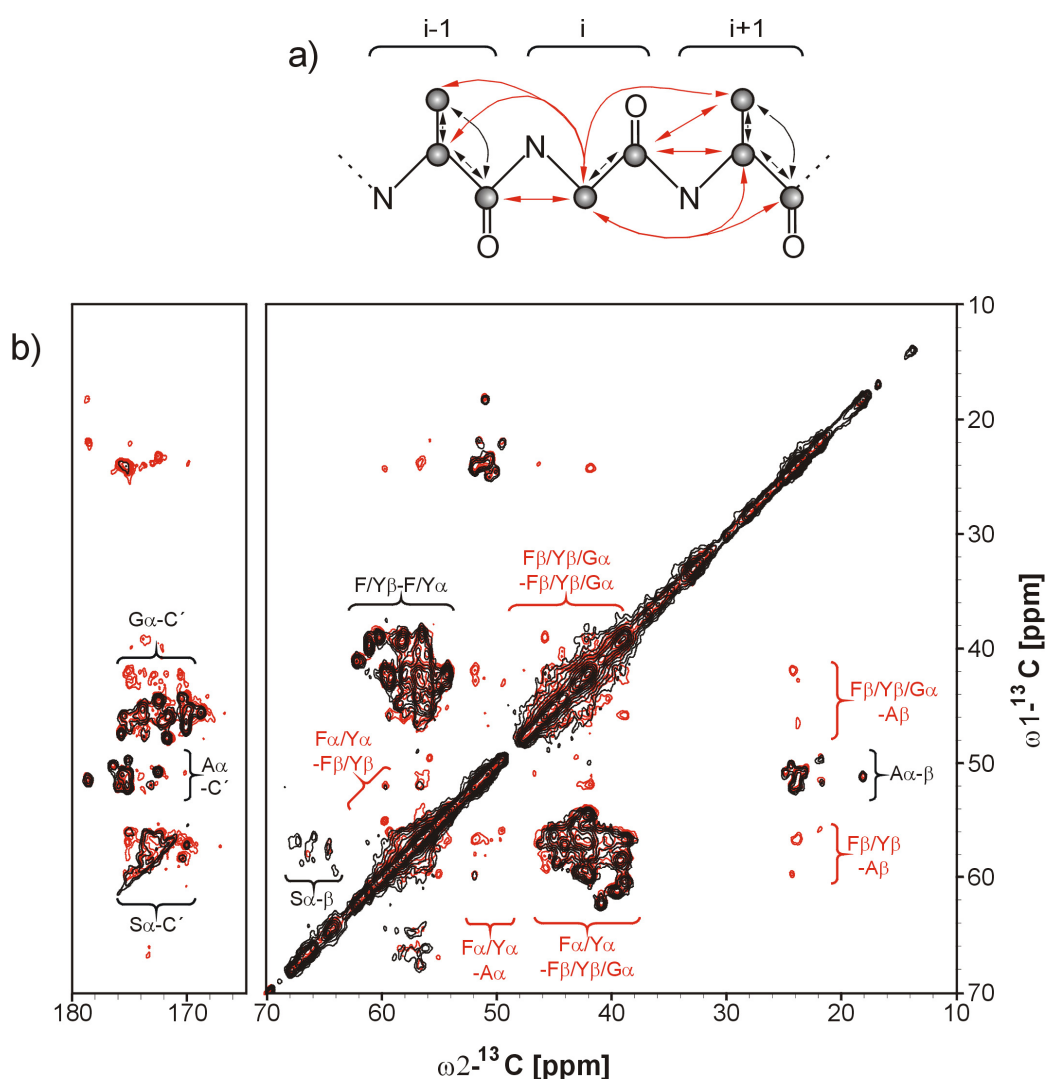 i-1 i i+1
a)
O
N
N
N
O
O
b)
10
20
30
40
50
60
70
ω1-¹³C [ppm]
Fβ/Yβ/Gα
-Fβ/Yβ/Gα
F/Yβ-F/Yα
Gα-C´
Fβ/Yβ/Gα
-Aβ
Fα/Yα
-Fβ/Yβ
Aα
-C´
Aα-β
Fβ/Yβ
-Aβ
Sα-β
Sα-C´
Fα/Yα
-Aα
Fα/Yα
-Fβ/Yβ/Gα
180 170 70 60 50 40 30 20 10
ω2-¹³C [ppm]